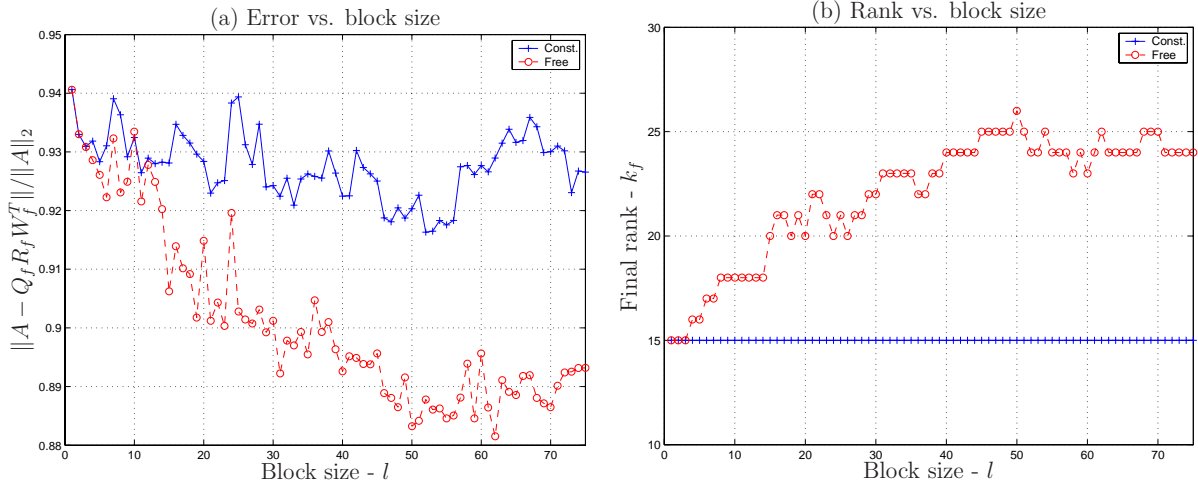 (a) Error vs. block size
0.95
0.94
0.93
0.92
0.91
0.9
0.89
0.88
||A − Q_f R_f W_f^T||/||A||_2
Const.
Free
0 10 20 30 40 50 60 70
Block size - l
(b) Rank vs. block size
30
25
20
15
10
Final rank - k_f
Const.
Free
0 10 20 30 40 50 60 70
Block size - l